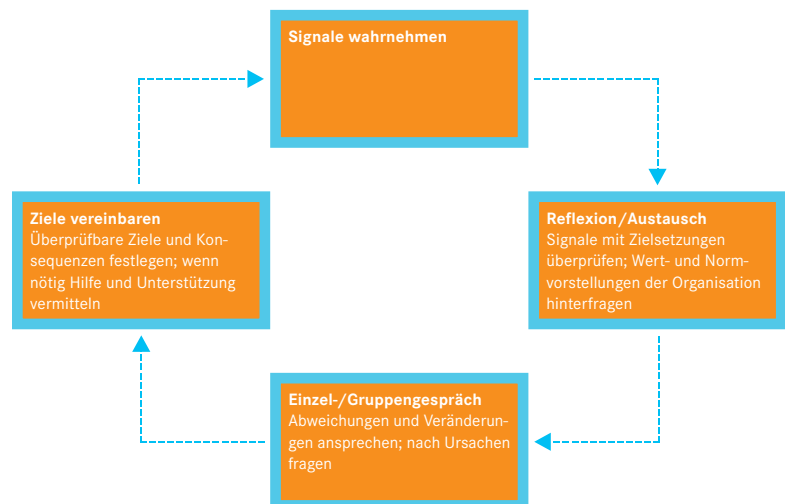 Signale wahrnehmen
Reflexion/Austausch
Signale mit Zielsetzungen
überprüfen; Wert- und Norm-
vorstellungen der Organisation
hinterfragen
Einzel-/Gruppengespräch
Abweichungen und Veränderun-
gen ansprechen; nach Ursachen
fragen
Ziele vereinbaren
Überprüfbare Ziele und Kon-
sequenzen festlegen; wenn
nötig Hilfe und Unterstützung
vermitteln